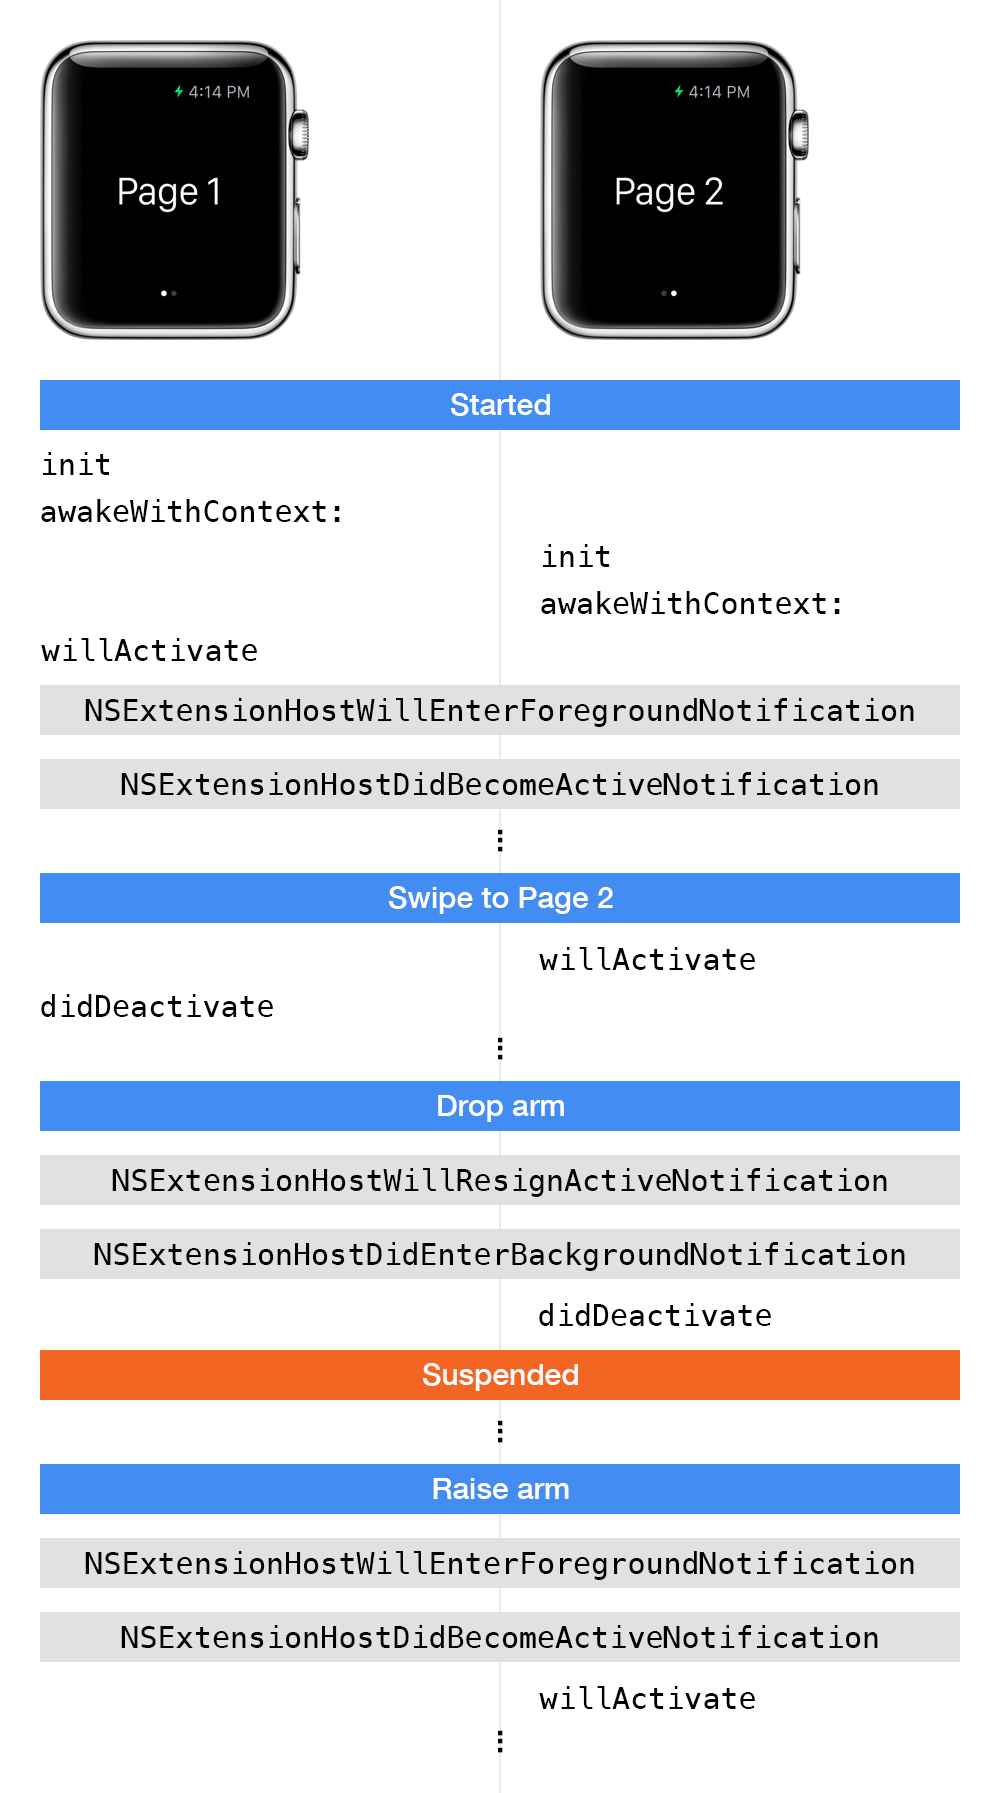 4:14 PM
Page 1
4:14 PM
Page 2
Started
init
awakeWithContext:
init
awakeWithContext:
willActivate
NSExtensionHostWillEnterForegroundNotification
NSExtensionHostDidBecomeActiveNotification
⋮
Swipe to Page 2
willActivate
didDeactivate
⋮
Drop arm
NSExtensionHostWillResignActiveNotification
NSExtensionHostDidEnterBackgroundNotification
didDeactivate
Suspended
⋮
Raise arm
NSExtensionHostWillEnterForegroundNotification
NSExtensionHostDidBecomeActiveNotification
willActivate
⋮